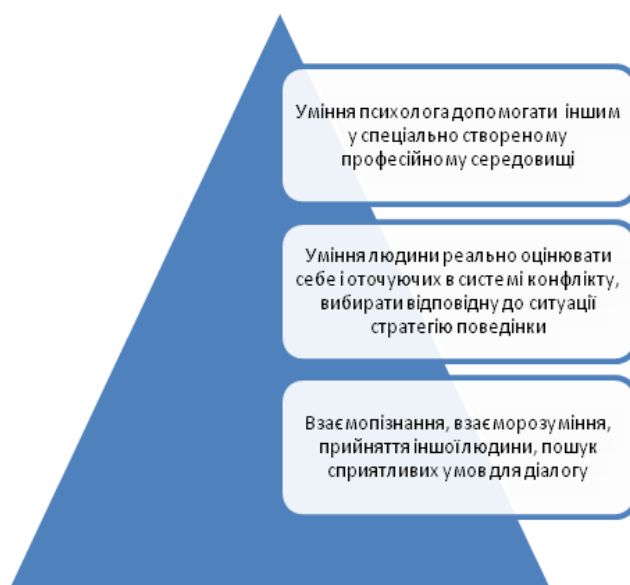 Уміння психолога допомогати іншим
у спеціально створеному
професійному середовищі
Уміння людини реально оцінювати
себе і оточуючих в системі конфлікту,
вибирати відповідну до ситуації
стратегію поведінки
Взаємопізнання, взаєморозуміння,
прийняття іншої людини, пошук
сприятливих умов для діалогу